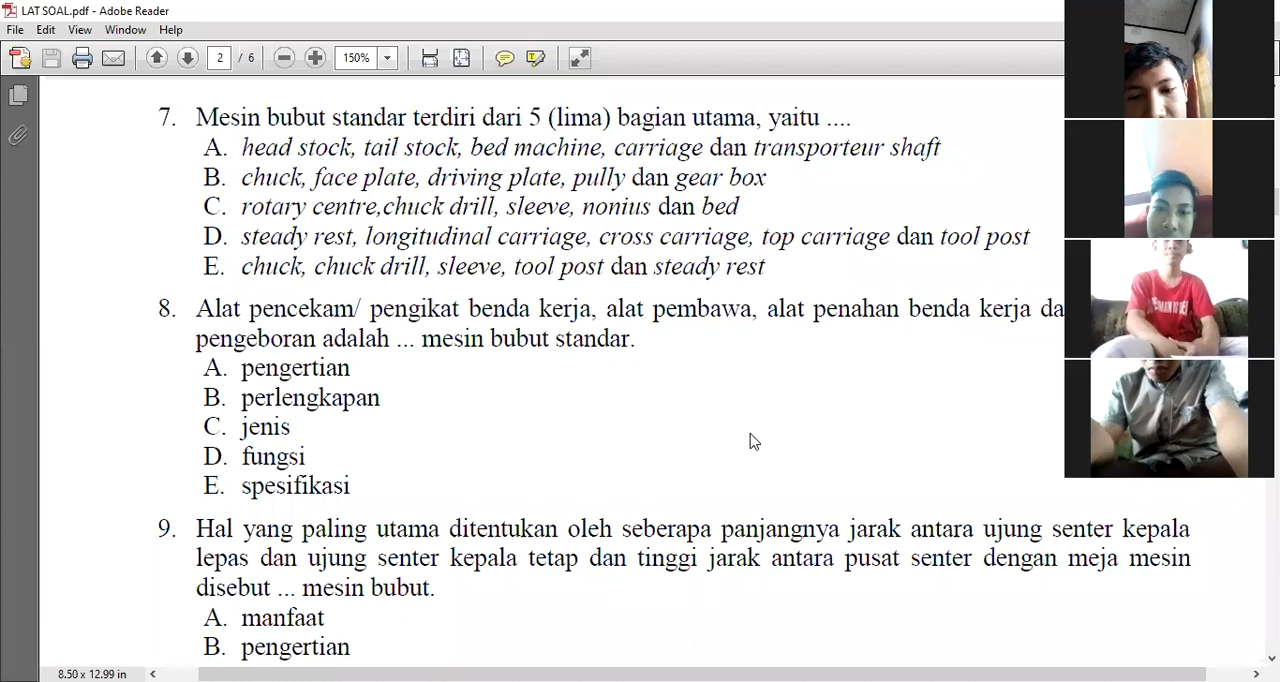 LAT SOAL.pdf - Adobe Reader
File Edit View Window Help
2 / 6 150%
7. Mesin bubut standar terdiri dari 5 (lima) bagian utama, yaitu ....
A. head stock, tail stock, bed machine, carriage dan transporteur shaft
B. chuck, face plate, driving plate, pully dan gear box
C. rotary centre,chuck drill, sleeve, nonius dan bed
D. steady rest, longitudinal carriage, cross carriage, top carriage dan tool post
E. chuck, chuck drill, sleeve, tool post dan steady rest
8. Alat pencekam/ pengikat benda kerja, alat pembawa, alat penahan benda kerja da
pengeboran adalah ... mesin bubut standar.
A. pengertian
B. perlengkapan
C. jenis
D. fungsi
E. spesifikasi
9. Hal yang paling utama ditentukan oleh seberapa panjangnya jarak antara ujung senter kepala
lepas dan ujung senter kepala tetap dan tinggi jarak antara pusat senter dengan meja mesin
disebut ... mesin bubut.
A. manfaat
B. pengertian
8.50 x 12.99 in